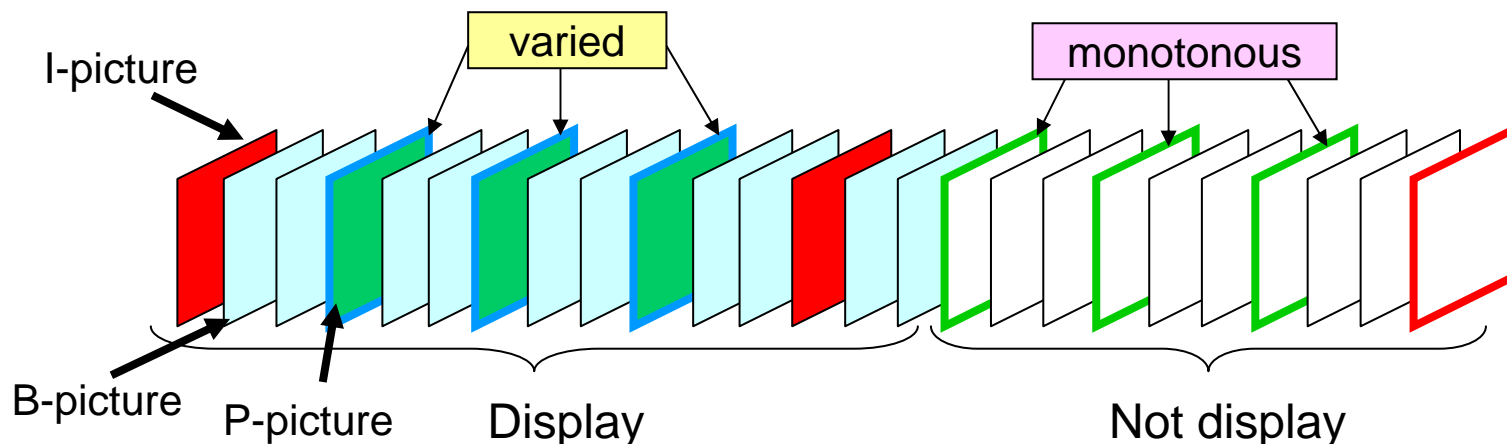 varied
monotonous
I-picture
B-picture
P-picture
Display
Not display